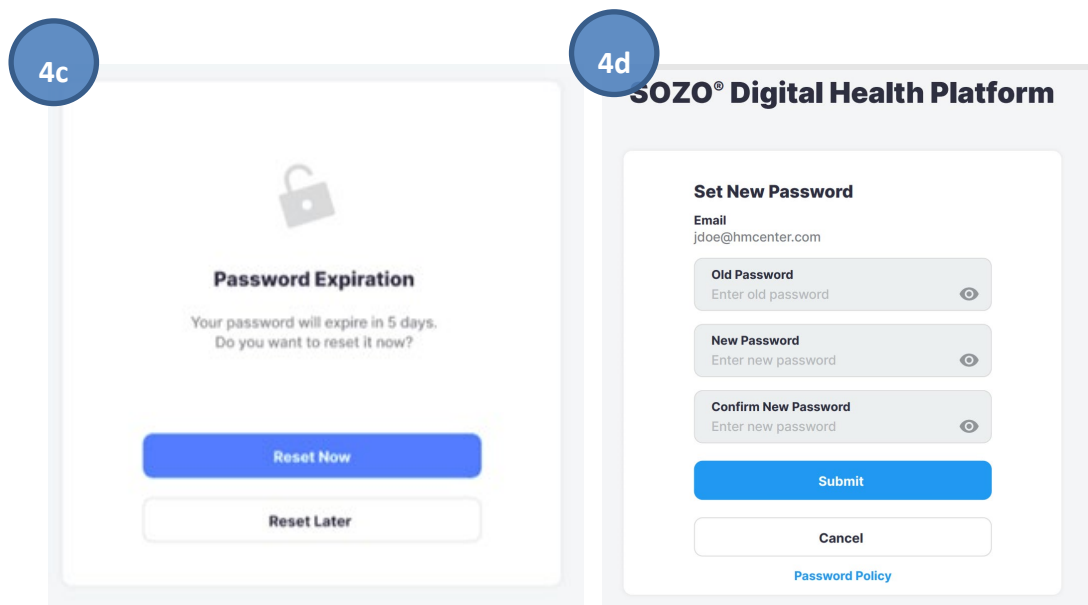 4c
Password Expiration
Your password will expire in 5 days.
Do you want to reset it now?
Reset Now
Reset Later
4d
SOZO® Digital Health Platform
Set New Password
Email
jdoe@hmcenter.com
Old Password
Enter old password
New Password
Enter new password
Confirm New Password
Enter new password
Submit
Cancel
Password Policy